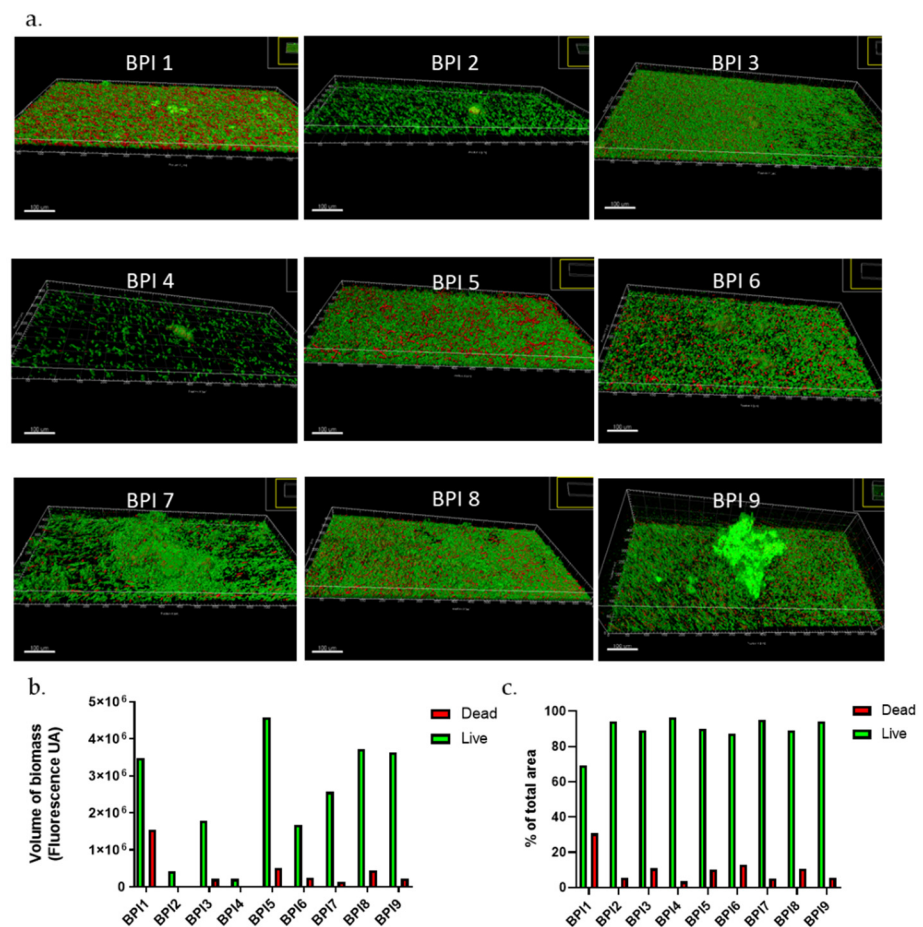 a.
BPI 1
BPI 2
BPI 3
100 µm
100 µm
100 µm
BPI 4
BPI 5
BPI 6
100 µm
100 µm
100 µm
BPI 7
BPI 8
BPI 9
100 µm
100 µm
100 µm
b.
Volume of biomass
(Fluorescence UA)
5×10⁶
4×10⁶
3×10⁶
2×10⁶
1×10⁶
0
BPI1
BPI2
BPI3
BPI4
BPI5
BPI6
BPI7
BPI8
BPI9
Dead
Live
c.
% of total area
100
80
60
40
20
0
BPI1
BPI2
BPI3
BPI4
BPI5
BPI6
BPI7
BPI8
BPI9
Dead
Live